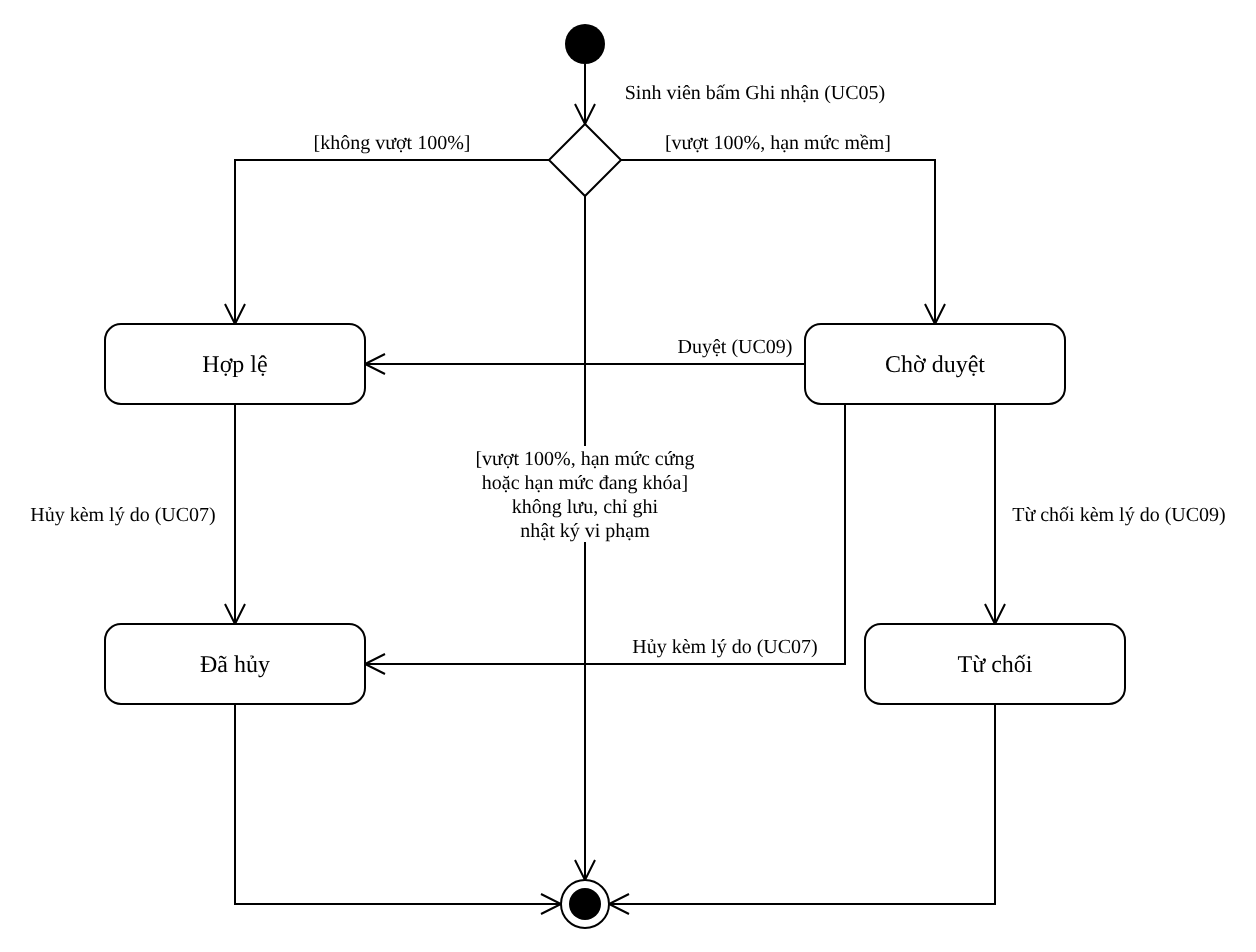 Sinh viên bấm Ghi nhận (UC05)
[không vượt 100%]
[vượt 100%, hạn mức mềm]
Duyệt (UC09)
Hợp lệ
Chờ duyệt
[vượt 100%, hạn mức cứng
hoặc hạn mức đang khóa]
không lưu, chỉ ghi
nhật ký vi phạm
Hủy kèm lý do (UC07)
Từ chối kèm lý do (UC09)
Hủy kèm lý do (UC07)
Đã hủy
Từ chối